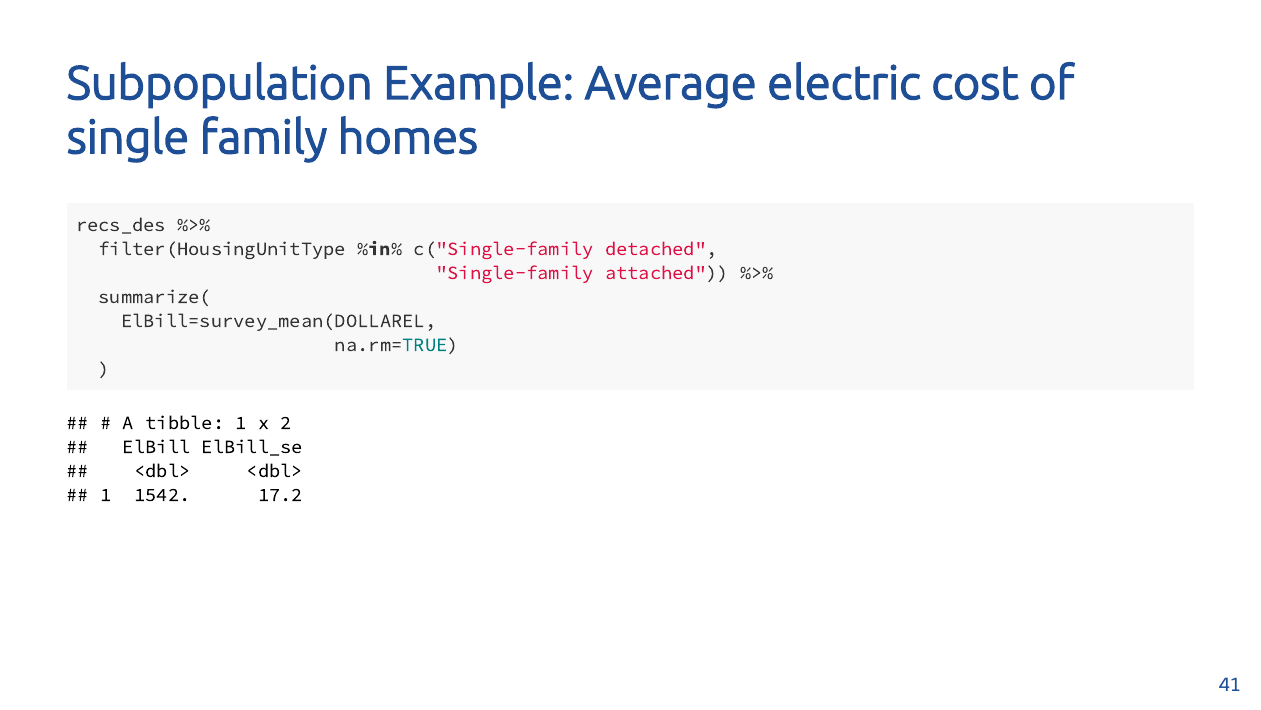 Subpopulation Example: Average electric cost of
single family homes
recs_des %>%
  filter(HousingUnitType %in% c("Single-family detached",
                                "Single-family attached")) %>%
  summarize(
    ElBill=survey_mean(DOLLAREL,
                       na.rm=TRUE)
  )
## # A tibble: 1 x 2
##   ElBill ElBill_se
##    <dbl>     <dbl>
## 1  1542.      17.2
41